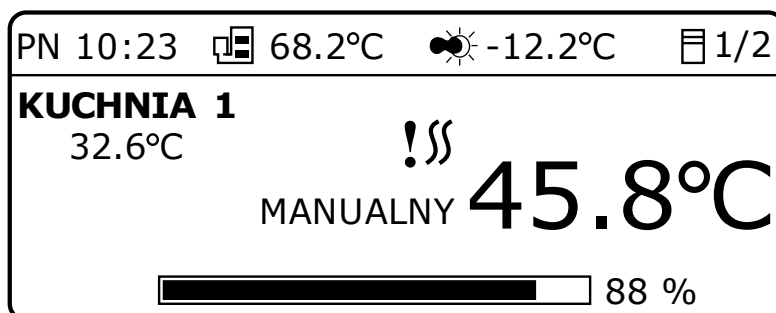 PN 10:23 68.2°C -12.2°C 1/2
KUCHNIA 1
32.6°C
MANUALNY 45.8°C
88 %